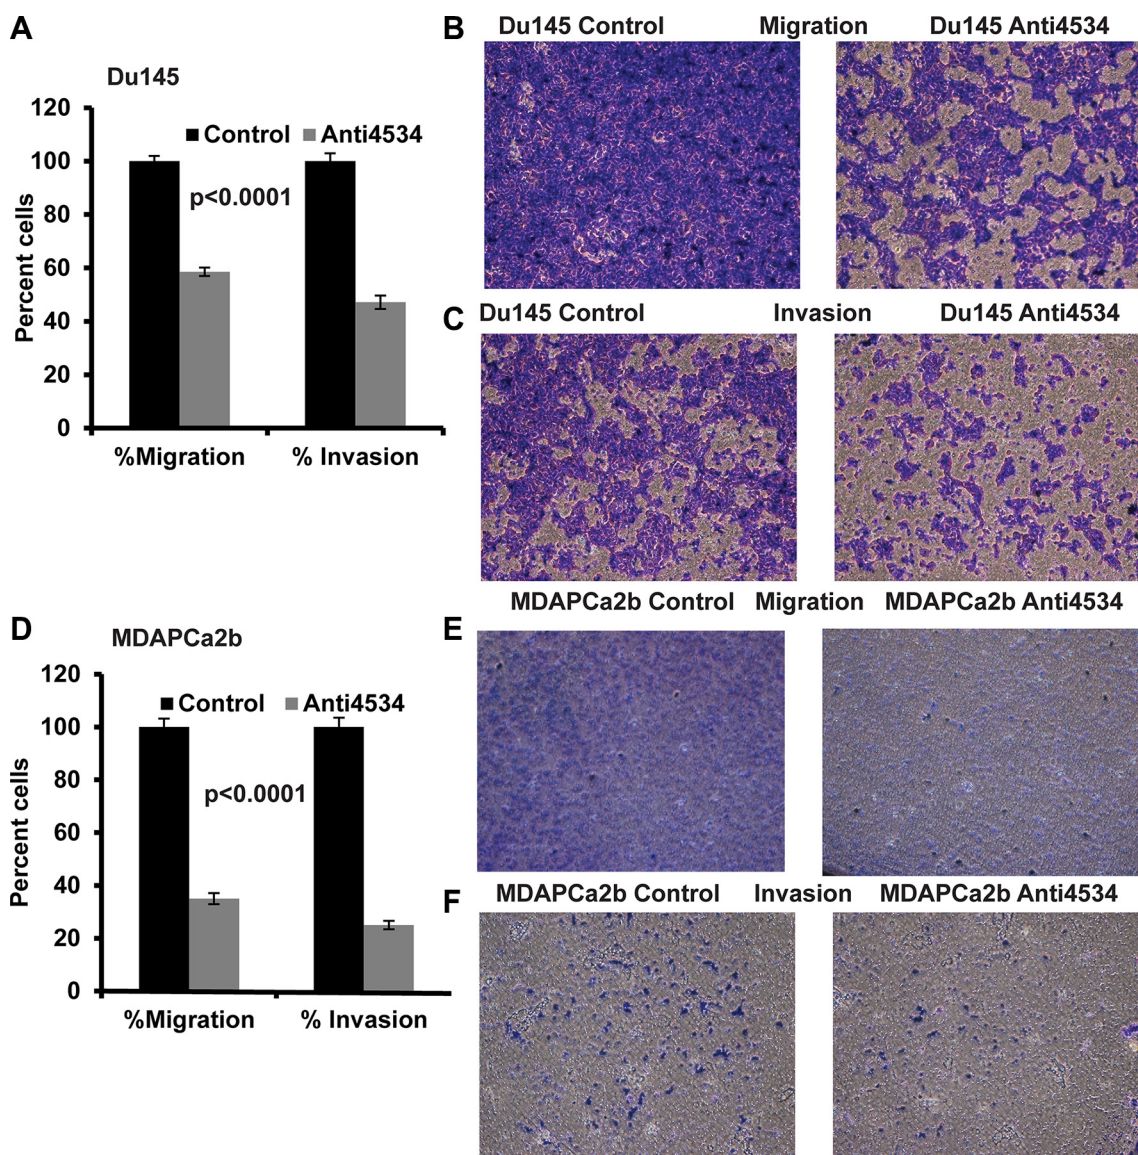 A
Du145
120
100
80
60
40
20
0
Percent cells
Control Anti4534
p<0.0001
%Migration % Invasion
B
Du145 Control Migration Du145 Anti4534
C
Du145 Control Invasion Du145 Anti4534
D
MDAPCa2b
120
100
80
60
40
20
0
Percent cells
Control Anti4534
p<0.0001
%Migration % Invasion
MDAPCa2b Control Migration MDAPCa2b Anti4534
E
F
MDAPCa2b Control Invasion MDAPCa2b Anti4534